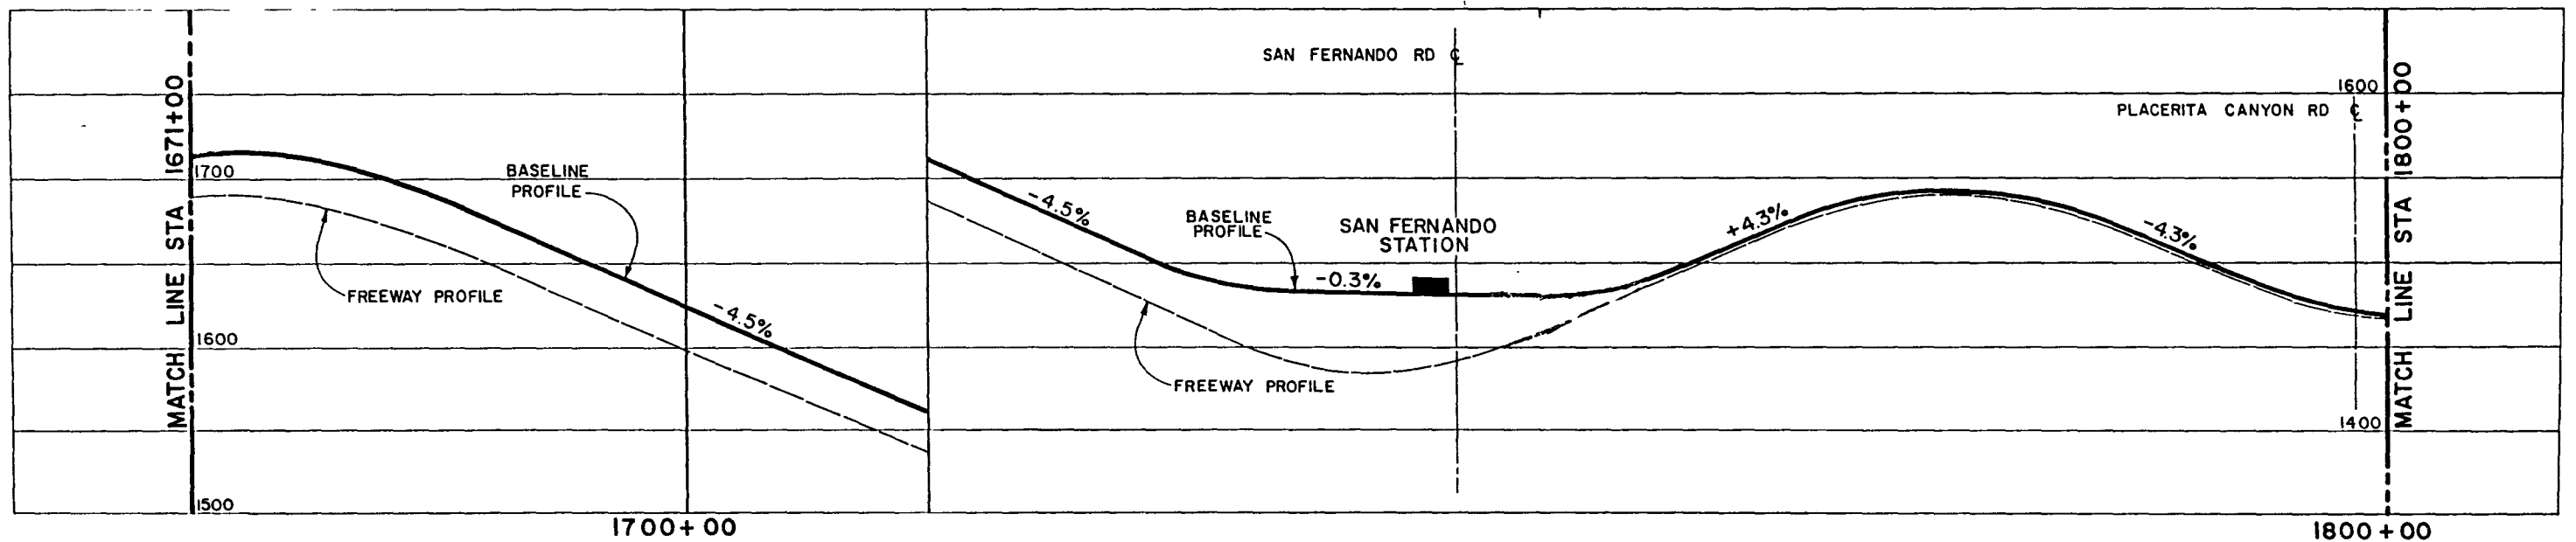 MATCH LINE STA 1671+00
1700
1600
1500
BASELINE
PROFILE
FREEWAY PROFILE
-4.5%
1700+00
SAN FERNANDO RD ℄
-4.5%
BASELINE
PROFILE
SAN FERNANDO
STATION
-0.3%
FREEWAY PROFILE
+4.3%
-4.3%
1600
PLACERITA CANYON RD ℄
1400
MATCH LINE STA 1800+00
1800+00